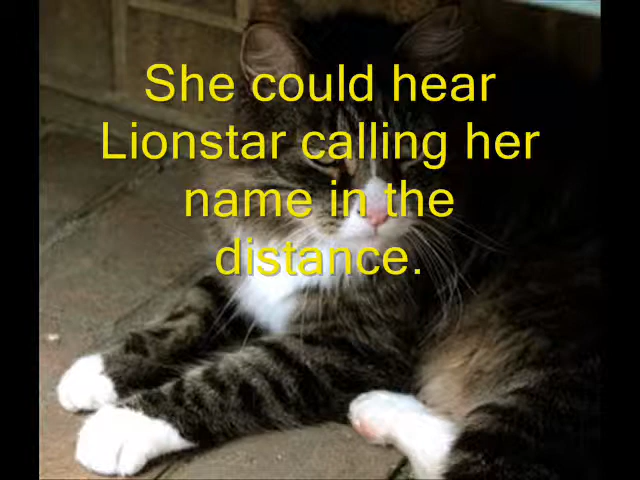 She could hear
Lionstar calling her
name in the
distance.